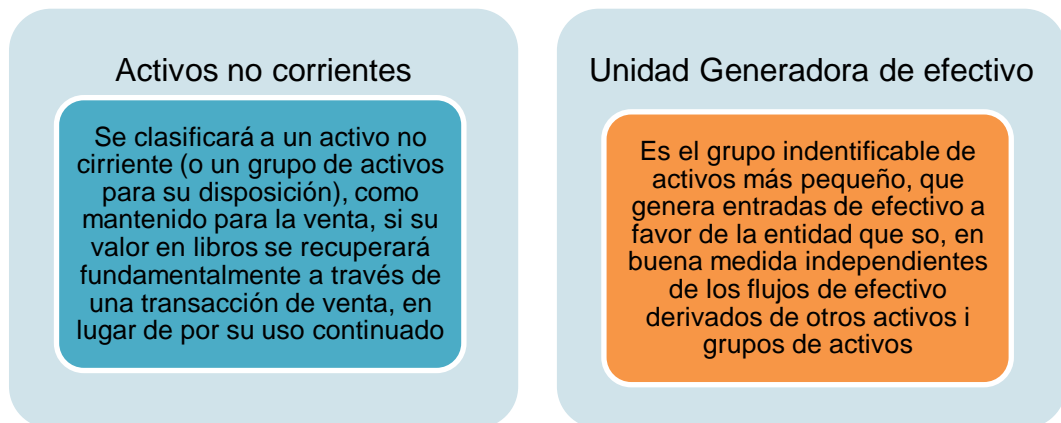 Activos no corrientes
Se clasificará a un activo no
cirriente (o un grupo de activos
para su disposición), como
mantenido para la venta, si su
valor en libros se recuperará
fundamentalmente a través de
una transacción de venta, en
lugar de por su uso continuado
Unidad Generadora de efectivo
Es el grupo indentificable de
activos más pequeño, que
genera entradas de efectivo a
favor de la entidad que so, en
buena medida independientes
de los flujos de efectivo
derivados de otros activos i
grupos de activos